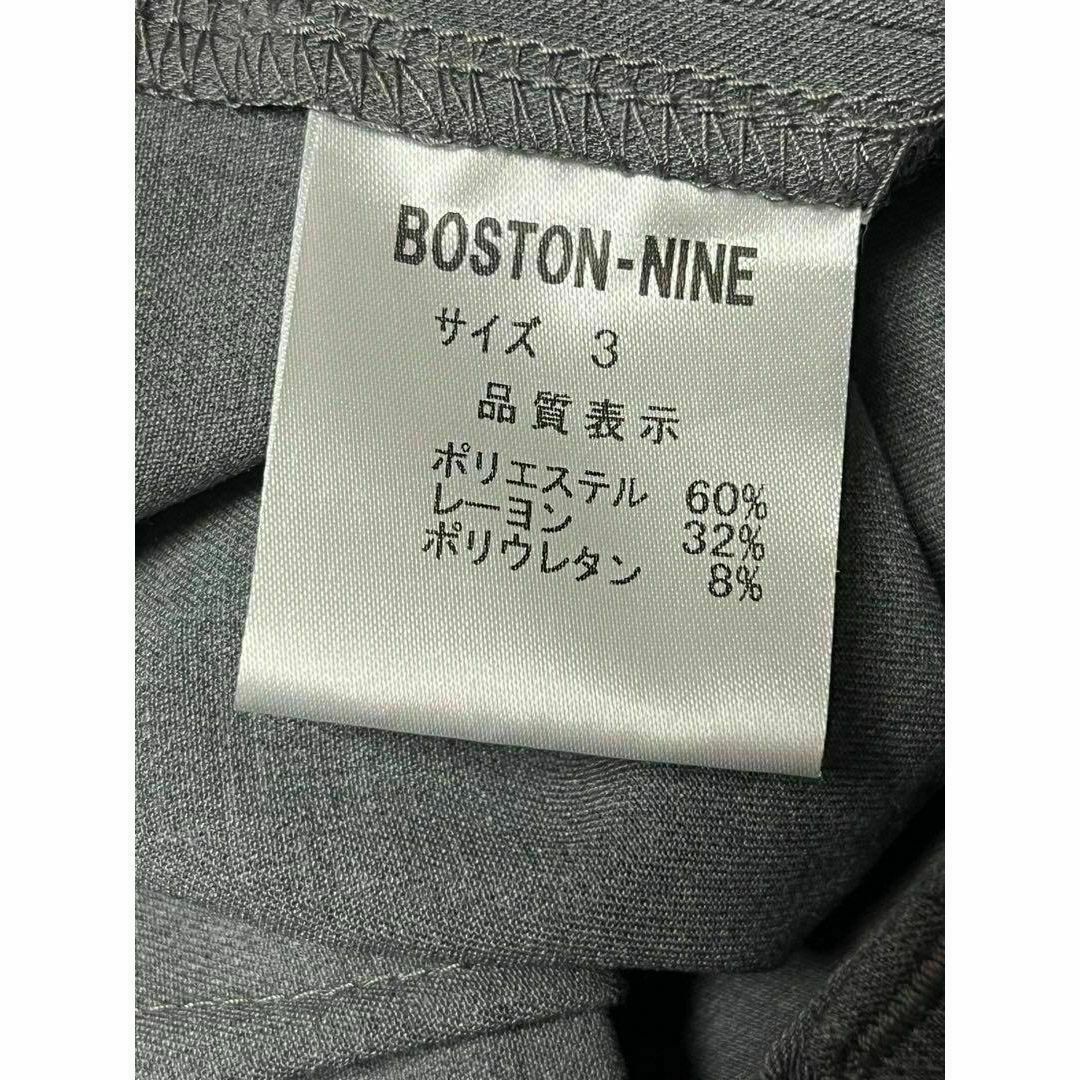 BOSTON-NINE
サイズ 3
品質表示
ポリエステル 60%
レーヨン 32%
ポリウレタン 8%